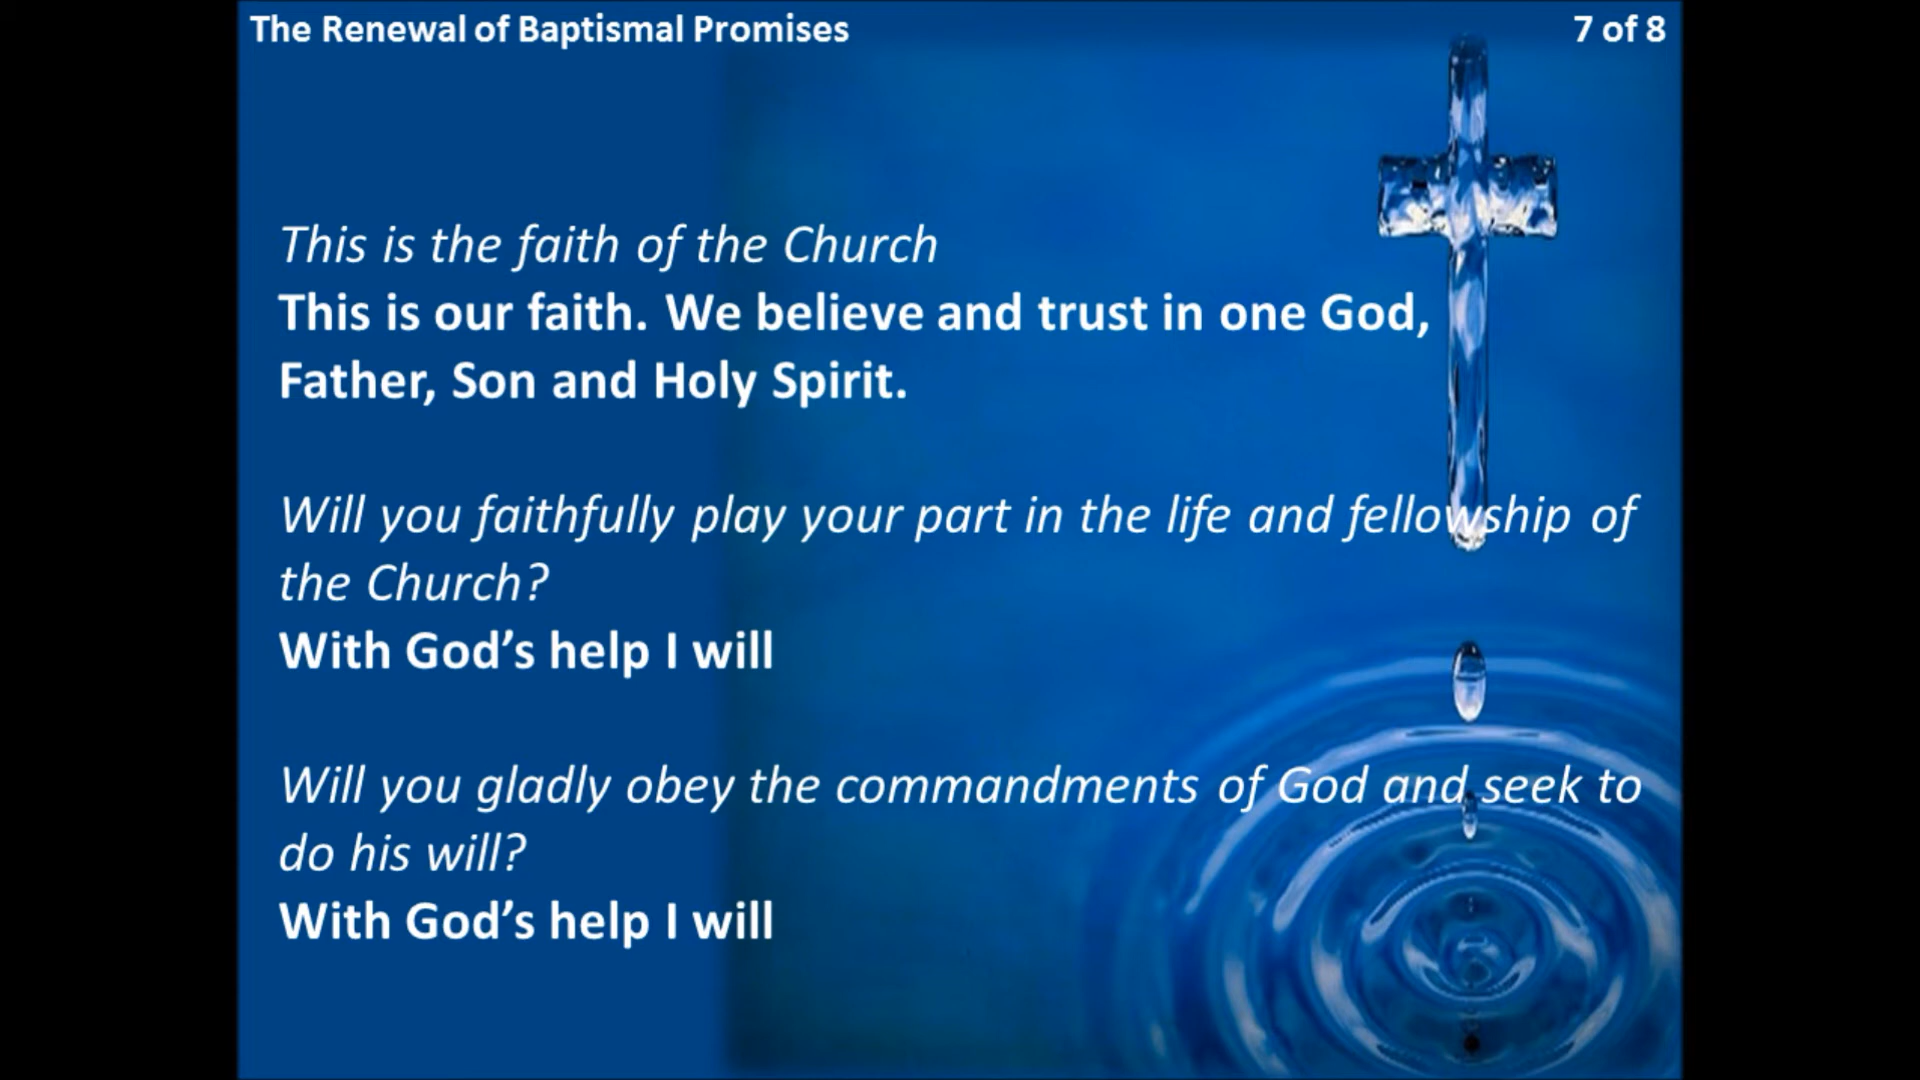 The Renewal of Baptismal Promises
7 of 8
This is the faith of the Church
This is our faith. We believe and trust in one God,
Father, Son and Holy Spirit.
Will you faithfully play your part in the life and fellowship of
the Church?
With God’s help I will
Will you gladly obey the commandments of God and seek to
do his will?
With God’s help I will